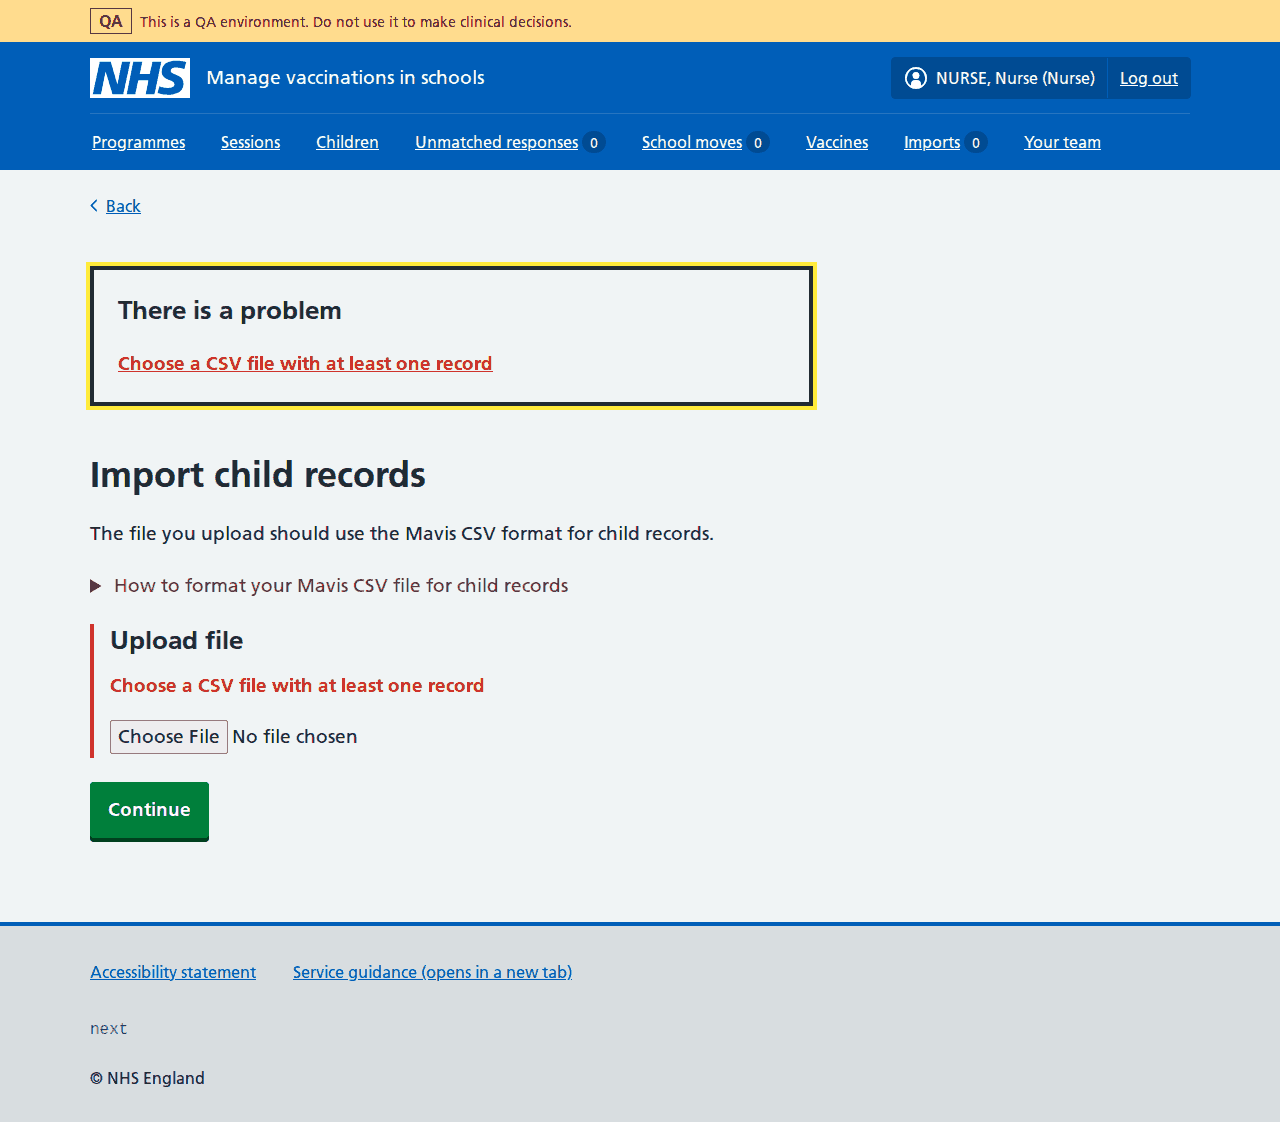 QA This is a QA environment. Do not use it to make clinical decisions.
NHS Manage vaccinations in schools NURSE, Nurse (Nurse) Log out
Programmes Sessions Children Unmatched responses 0 School moves 0 Vaccines Imports 0 Your team
Back
There is a problem
Choose a CSV file with at least one record
Import child records
The file you upload should use the Mavis CSV format for child records.
How to format your Mavis CSV file for child records
Upload file
Choose a CSV file with at least one record
Choose File No file chosen
Continue
Accessibility statement Service guidance (opens in a new tab)
next
© NHS England